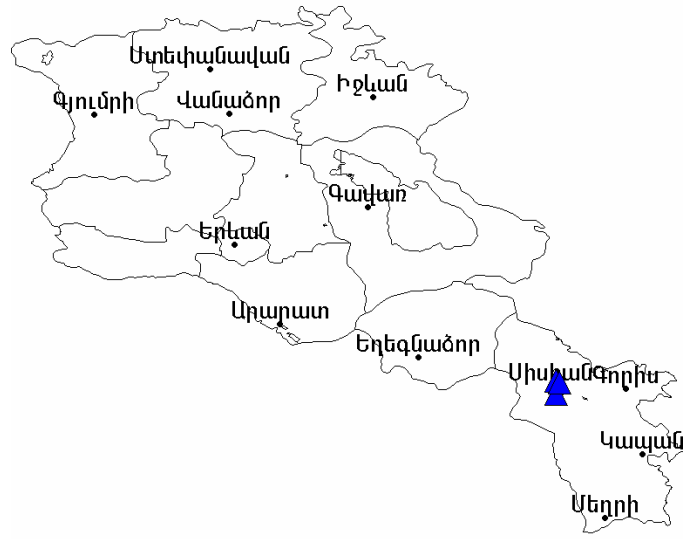 Ստեփանավան
Իջևան
Գյումրի
Վանաձոր
Գավառ
Երևան
Արարատ
Եղեգնաձոր
Սիսիան
Գորիս
Կապան
Մեղրի